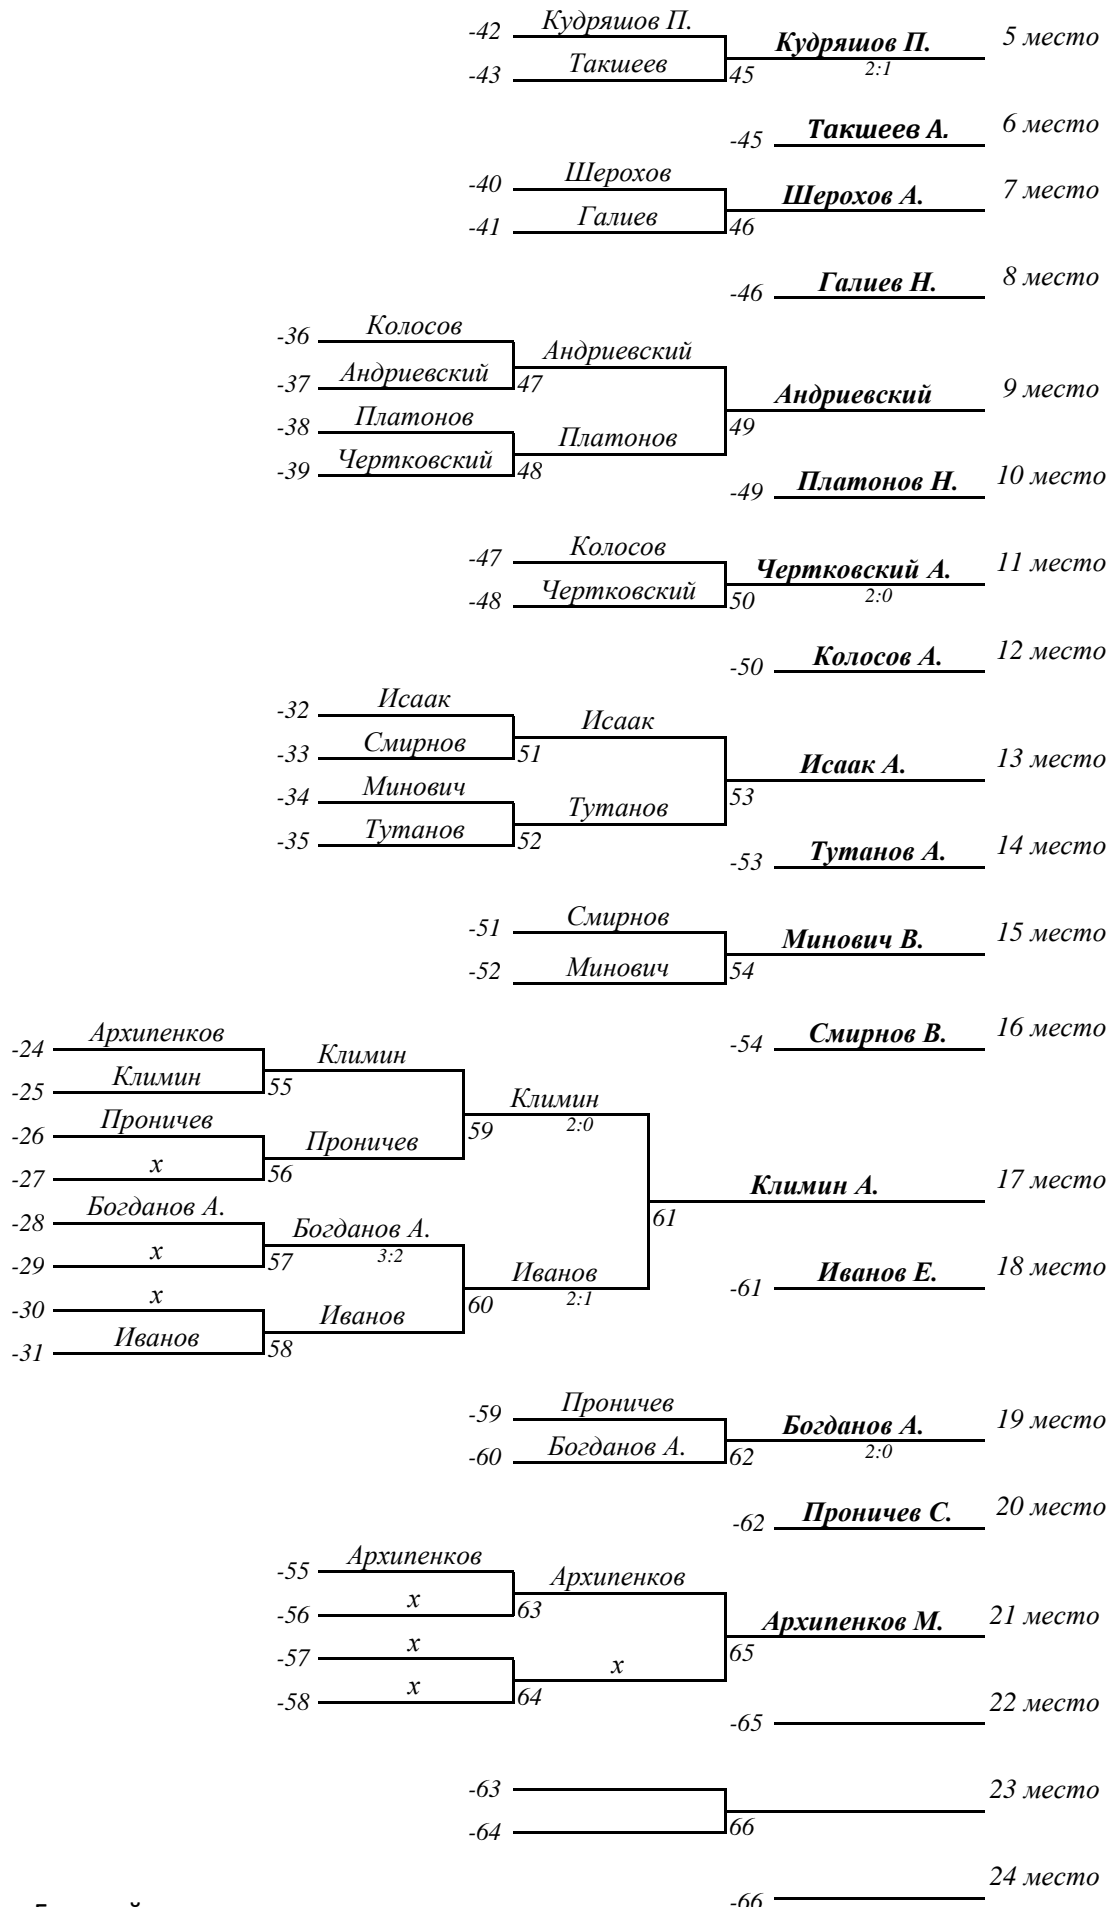 -42 Кудряшов П. Кудряшов П. 5 место
-43 Такшеев 45 2:1
-45 Такшеев А. 6 место
-40 Шерохов Шерохов А. 7 место
-41 Галиев 46
-46 Галиев Н. 8 место
-36 Колосов Андриевский
-37 Андриевский 47 Андриевский 9 место
-38 Платонов Платонов 49
-39 Чертковский 48
-49 Платонов Н. 10 место
-47 Колосов Чертковский А. 11 место
-48 Чертковский 50 2:0
-50 Колосов А. 12 место
-32 Исаак Исаак
-33 Смирнов 51 Исаак А. 13 место
-34 Минович Тутанов 53
-35 Тутанов 52
-53 Тутанов А. 14 место
-51 Смирнов Минович В. 15 место
-52 Минович 54
-54 Смирнов В. 16 место
-24 Архипенков Климин
-25 Климин 55 Климин
-26 Проничев Проничев 59 2:0
-27 х 56 Климин А. 17 место
-28 Богданов А. Богданов А. 61
-29 х 57 3:2 Иванов
-61 Иванов Е. 18 место
-30 х Иванов 60 2:1
-31 Иванов 58
-59 Проничев Богданов А. 19 место
-60 Богданов А. 62 2:0
-62 Проничев С. 20 место
-55 Архипенков Архипенков
-56 х 63 Архипенков М. 21 место
-57 х х 65
-58 х 64
-65 22 место
-63 23 место
-64 66
-66 24 место